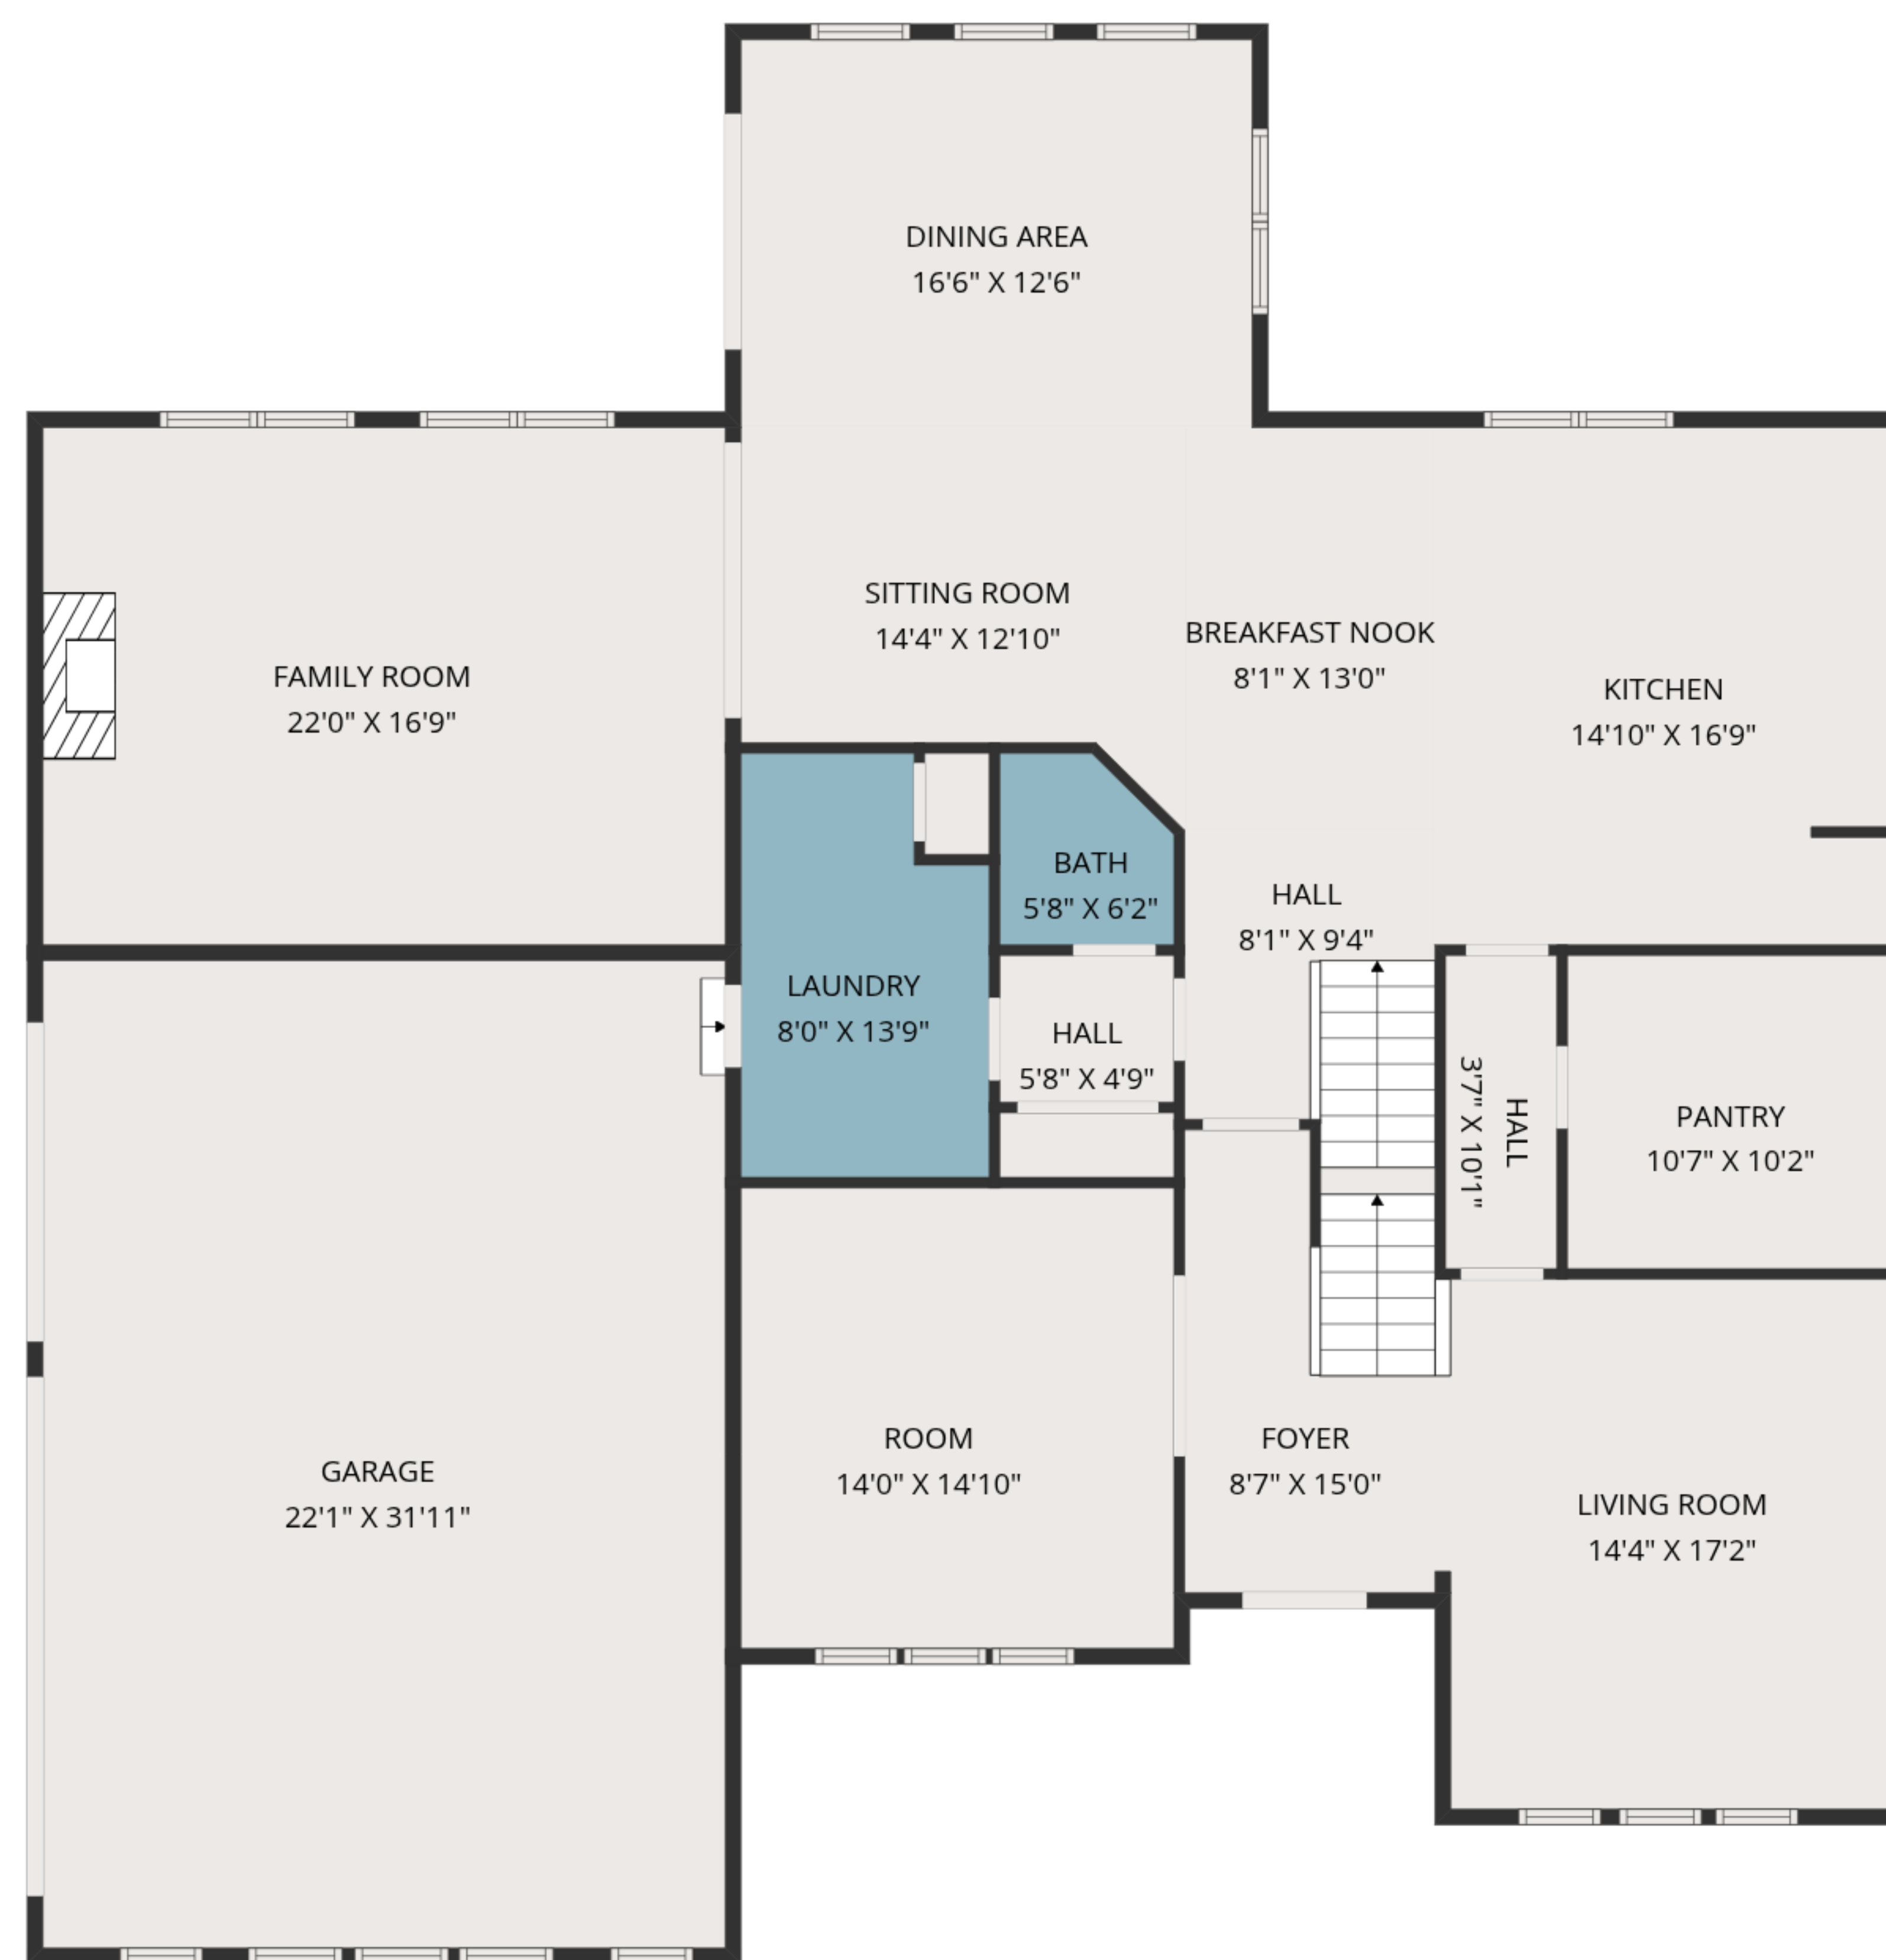 DINING AREA
16'6" X 12'6"
SITTING ROOM
14'4" X 12'10"
BREAKFAST NOOK
8'1" X 13'0"
FAMILY ROOM
22'0" X 16'9"
KITCHEN
14'10" X 16'9"
BATH
5'8" X 6'2"
HALL
8'1" X 9'4"
LAUNDRY
8'0" X 13'9"
HALL
5'8" X 4'9"
HALL
3'7" X 10'1"
PANTRY
10'7" X 10'2"
ROOM
14'0" X 14'10"
FOYER
8'7" X 15'0"
GARAGE
22'1" X 31'11"
LIVING ROOM
14'4" X 17'2"